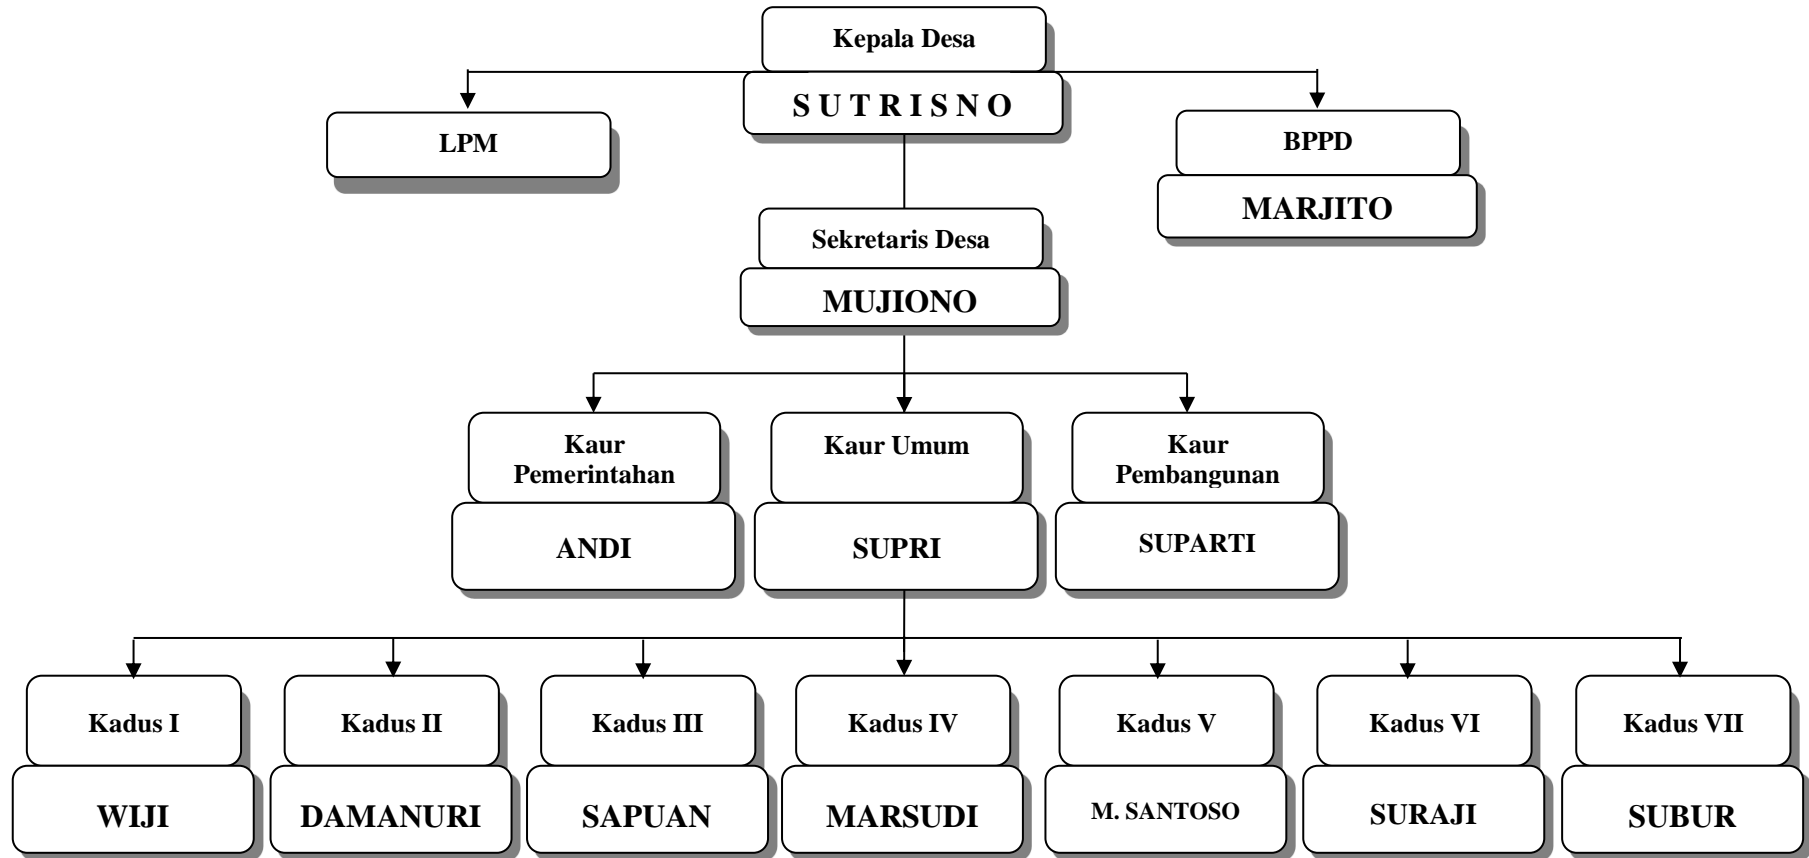 Kepala Desa
S U T R I S N O
LPM
BPPD
MARJITO
Sekretaris Desa
MUJIONO
Kaur
Pemerintahan
ANDI
Kaur Umum
SUPRI
Kaur
Pembangunan
SUPARTI
Kadus I
WIJI
Kadus II
DAMANURI
Kadus III
SAPUAN
Kadus IV
MARSUDI
Kadus V
M. SANTOSO
Kadus VI
SURAJI
Kadus VII
SUBUR